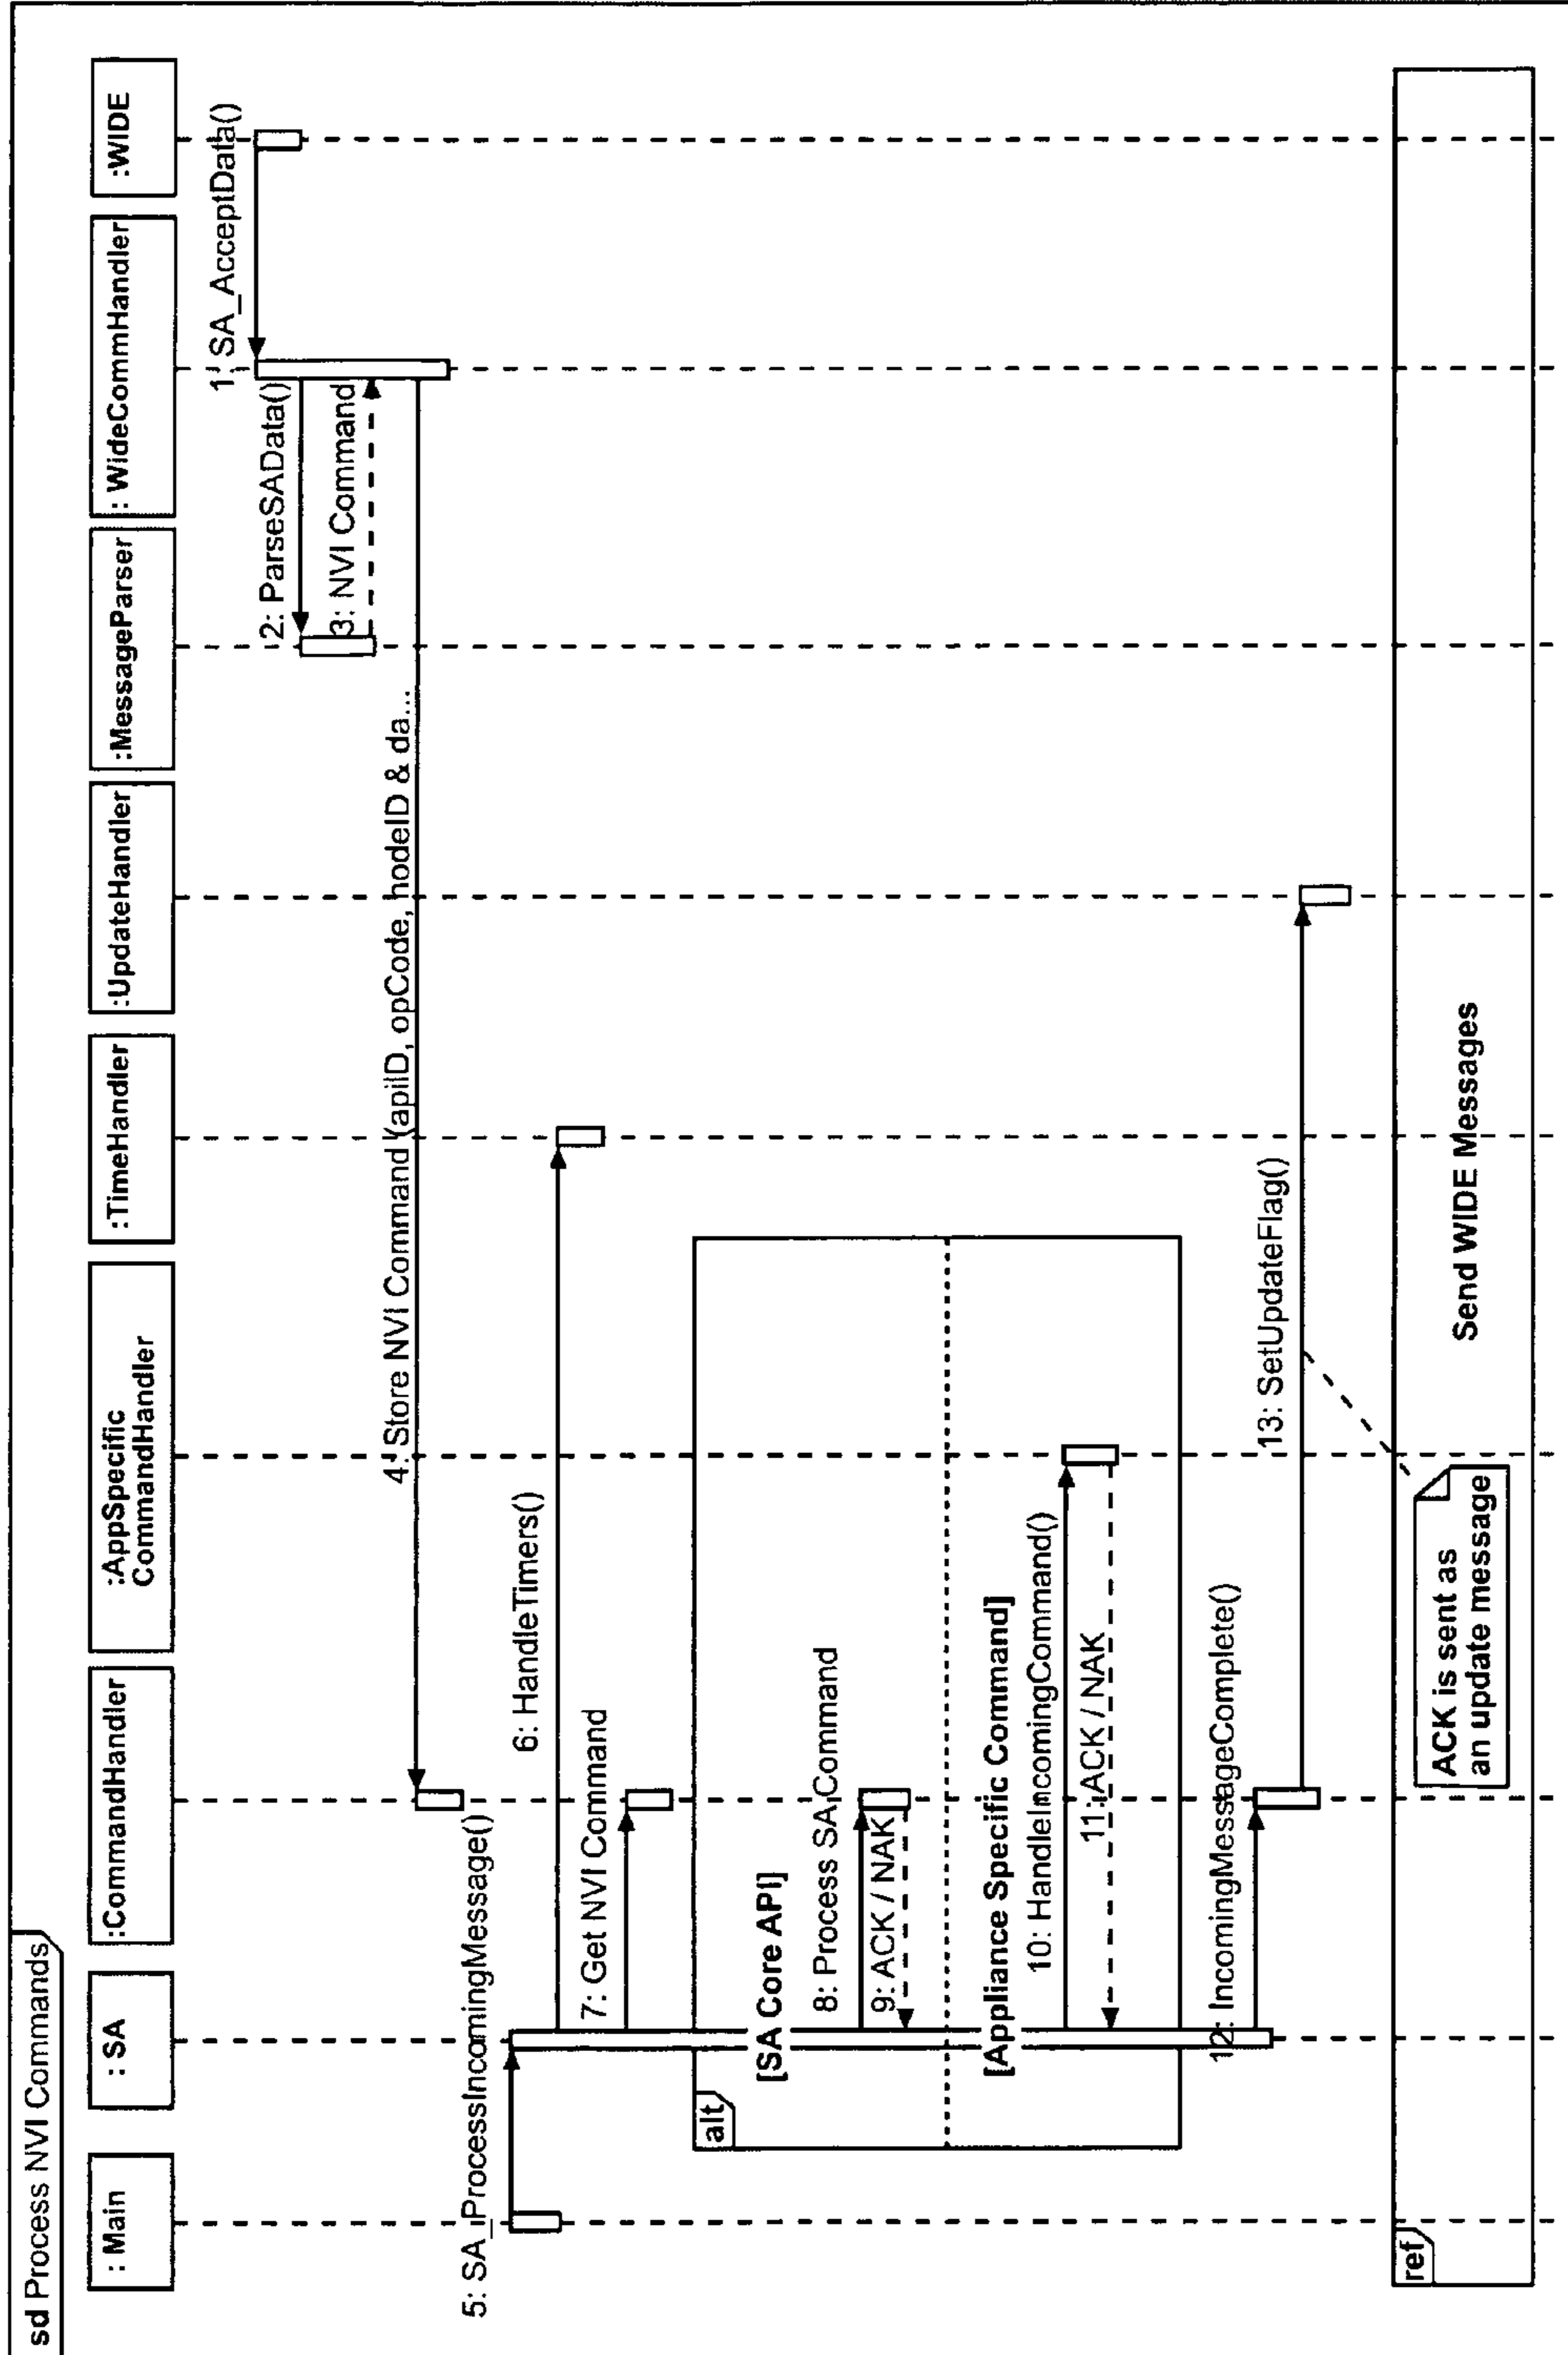 sd Process NVI Commands
: Main
: SA
:CommandHandler
:AppSpecific
CommandHandler
:TimeHandler
:UpdateHandler
:MessageParser
: WideCommHandler
:WIDE
1: SA_AcceptData()
2: ParseSAData()
3: NVI Command
4: Store NVI Command (apiID, opCode, nodeID & da...
5: SA_ProcessIncomingMessage()
6: HandleTimers()
7: Get NVI Command
alt
[SA Core API]
8: Process SA Command
9: ACK / NAK
[Appliance Specific Command]
10: HandleIncomingCommand()
11: ACK / NAK
12: IncomingMessageComplete()
13: SetUpdateFlag()
ACK is sent as
an update message
ref
Send WIDE Messages